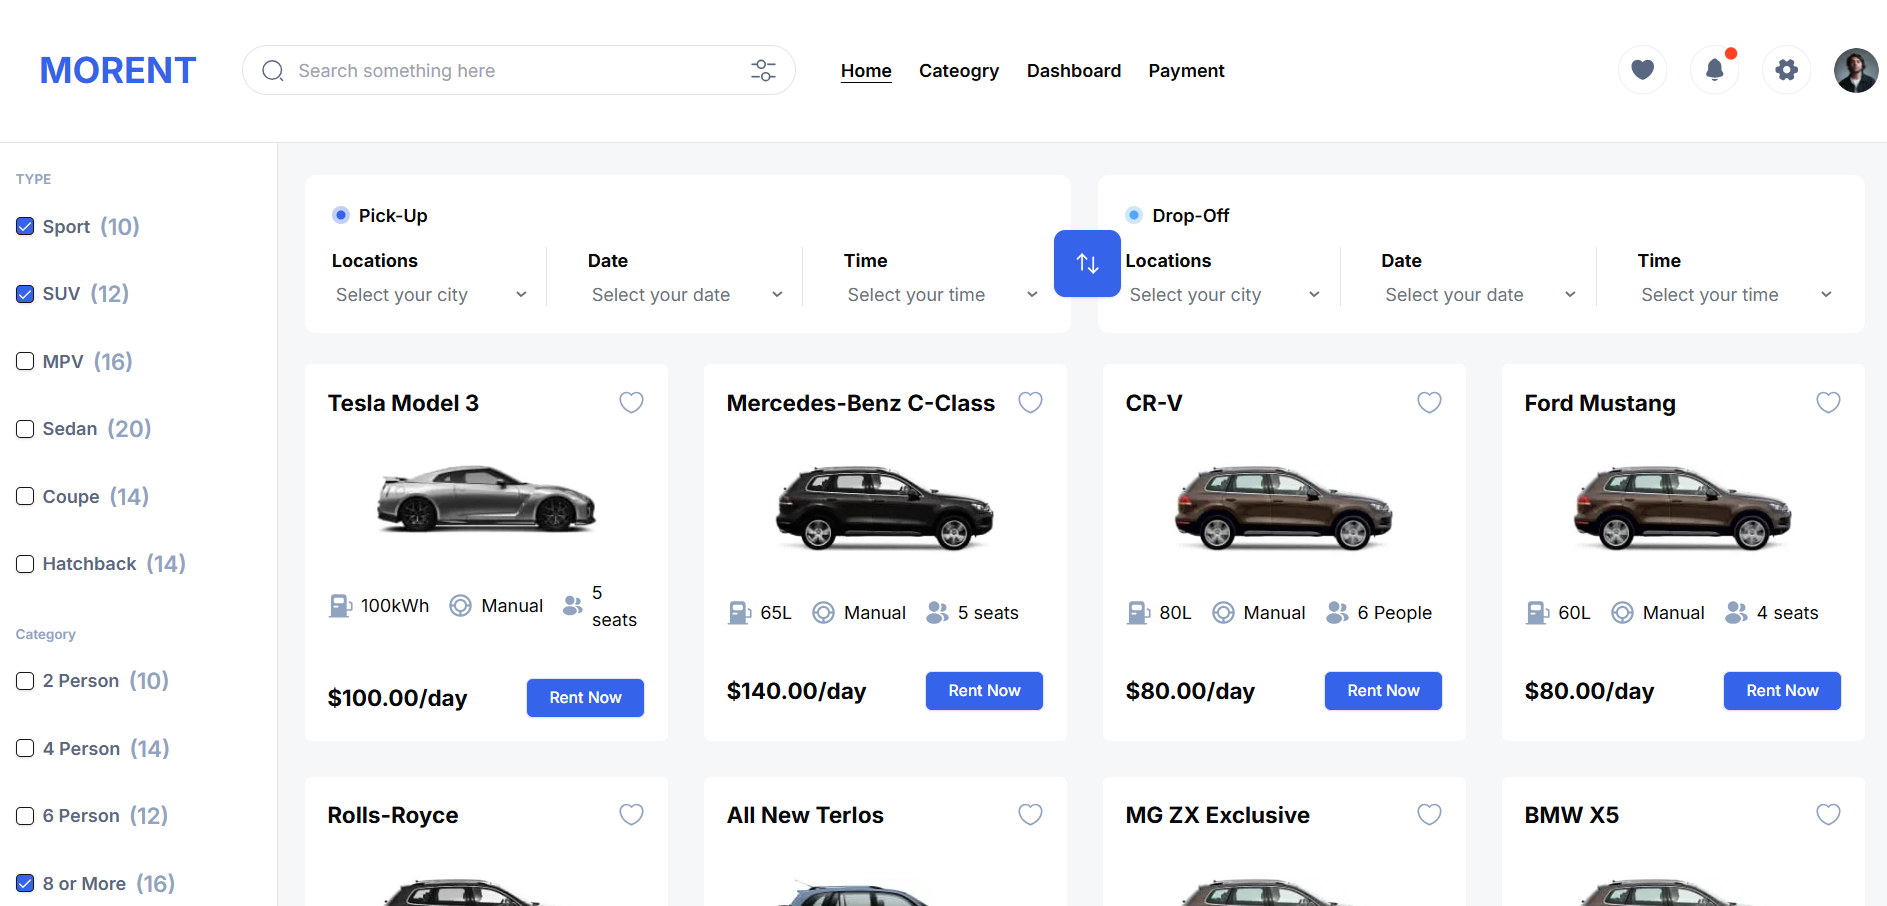 MORENT
Search something here
Home Cateogry Dashboard Payment
TYPE
Sport (10)
SUV (12)
MPV (16)
Sedan (20)
Coupe (14)
Hatchback (14)
Category
2 Person (10)
4 Person (14)
6 Person (12)
8 or More (16)
Pick-Up
Locations Date Time
Select your city Select your date Select your time
Drop-Off
Locations Date Time
Select your city Select your date Select your time
Tesla Model 3
100kWh Manual 5 seats
$100.00/day Rent Now
Mercedes-Benz C-Class
65L Manual 5 seats
$140.00/day Rent Now
CR-V
80L Manual 6 People
$80.00/day Rent Now
Ford Mustang
60L Manual 4 seats
$80.00/day Rent Now
Rolls-Royce
All New Terlos
MG ZX Exclusive
BMW X5